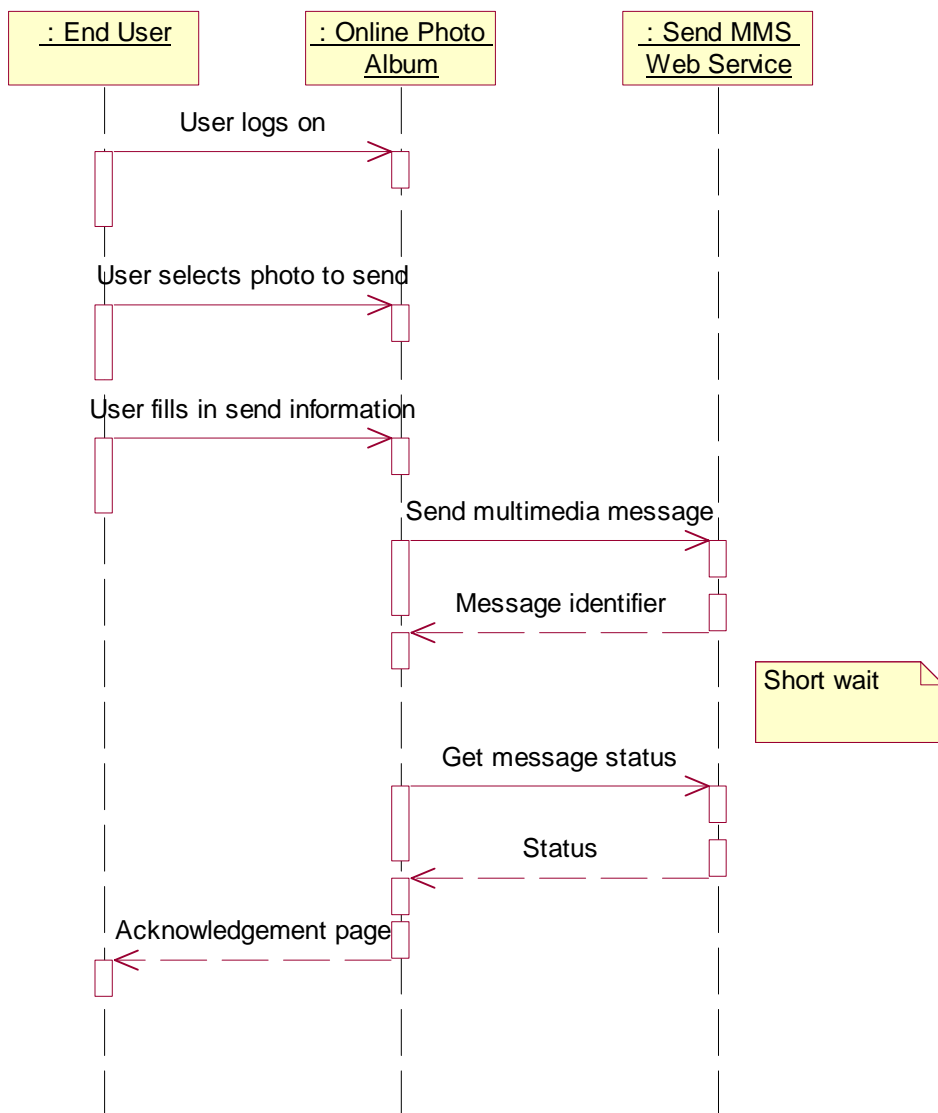 : End User
: Online Photo
Album
: Send MMS
Web Service
User logs on
User selects photo to send
User fills in send information
Send multimedia message
Message identifier
Short wait
Get message status
Status
Acknowledgement page